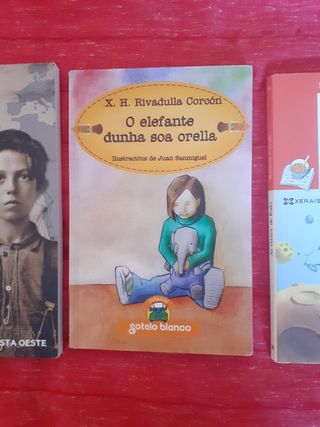 X. H. Rivadulla Corcón
O elefante
dunha soa orella
Ilustracións de Juan Sanmiguel
sotelo blanco
STA OESTE
XERAIS